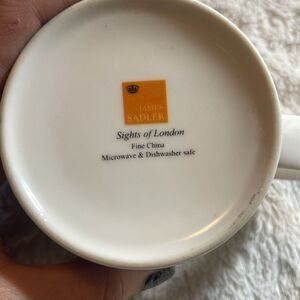 JAMES
SADLER
Sights of London
Fine China
Microwave & Dishwasher safe